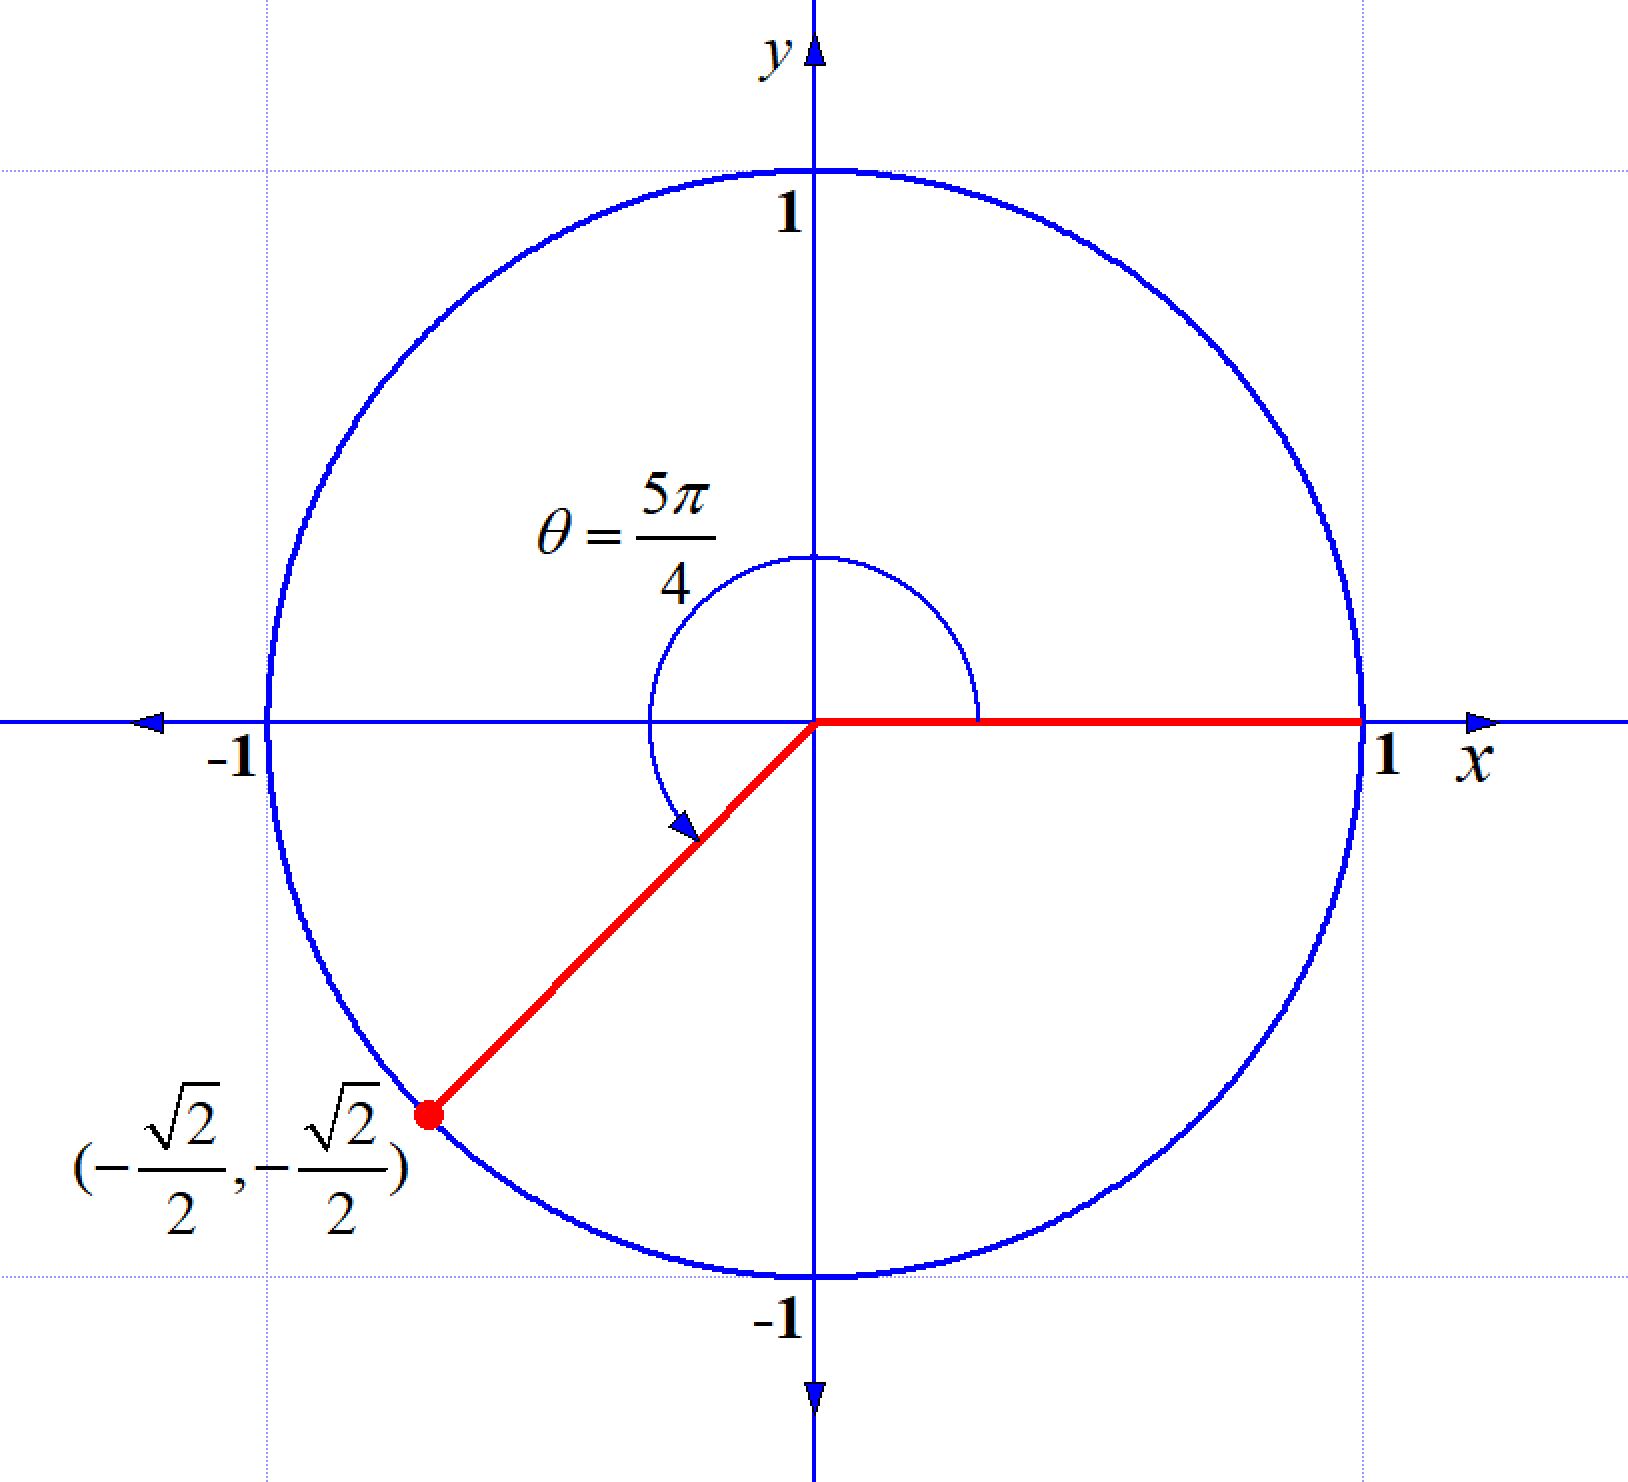 y
1
θ = 5π/4
-1
1 x
(-√2/2, -√2/2)
-1